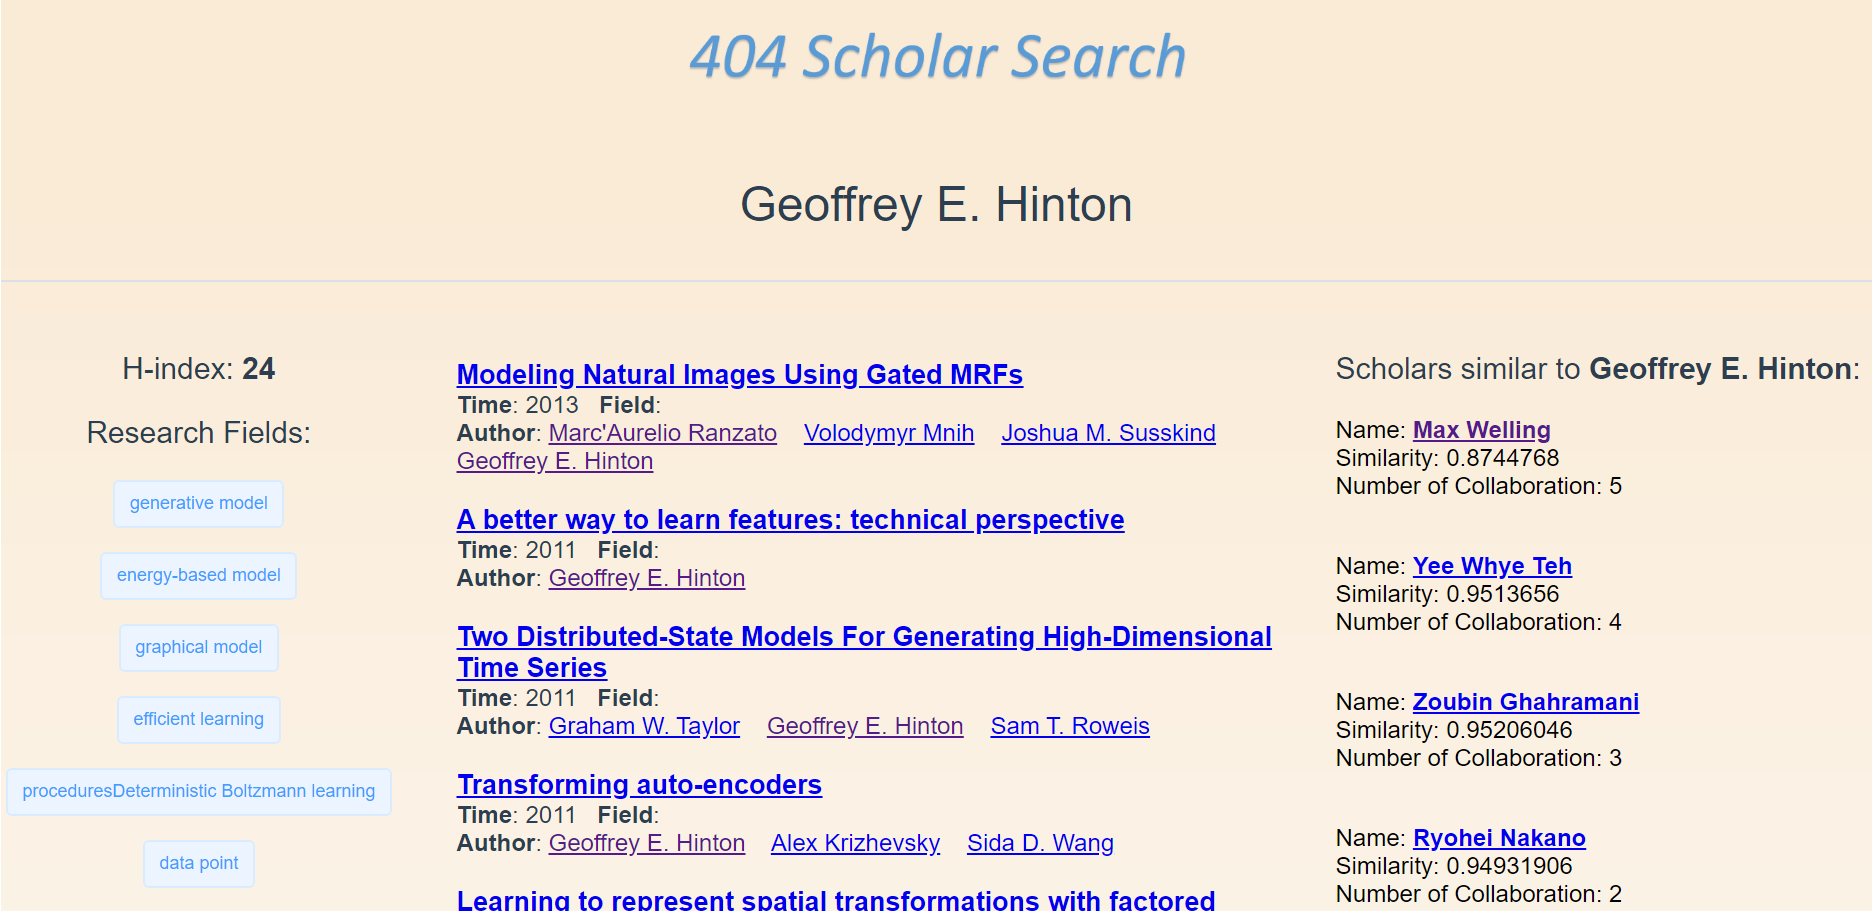 404 Scholar Search
Geoffrey E. Hinton
H-index: 24
Research Fields:
generative model
energy-based model
graphical model
efficient learning
proceduresDeterministic Boltzmann learning
data point
Modeling Natural Images Using Gated MRFs
Time: 2013 Field:
Author: Marc'Aurelio Ranzato Volodymyr Mnih Joshua M. Susskind
Geoffrey E. Hinton
A better way to learn features: technical perspective
Time: 2011 Field:
Author: Geoffrey E. Hinton
Two Distributed-State Models For Generating High-Dimensional
Time Series
Time: 2011 Field:
Author: Graham W. Taylor Geoffrey E. Hinton Sam T. Roweis
Transforming auto-encoders
Time: 2011 Field:
Author: Geoffrey E. Hinton Alex Krizhevsky Sida D. Wang
Learning to represent spatial transformations with factored
Scholars similar to Geoffrey E. Hinton:
Name: Max Welling
Similarity: 0.8744768
Number of Collaboration: 5
Name: Yee Whye Teh
Similarity: 0.9513656
Number of Collaboration: 4
Name: Zoubin Ghahramani
Similarity: 0.95206046
Number of Collaboration: 3
Name: Ryohei Nakano
Similarity: 0.94931906
Number of Collaboration: 2